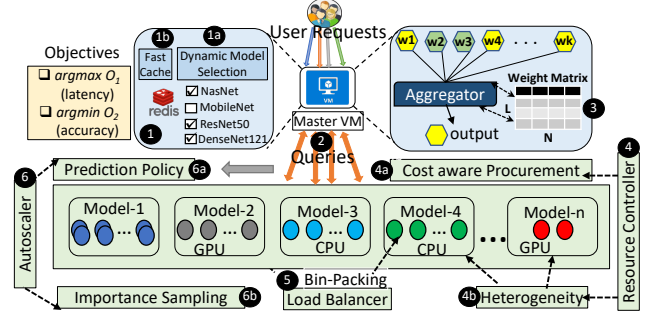 User Requests
Objectives
argmax O1
(latency)
argmin O2
(accuracy)
1b
1a
Fast
Cache
Dynamic Model
Selection
redis
NasNet
MobileNet
ResNet50
DenseNet121
1
VM
Master VM
w1 w2 w3 w4 . . . wk
Aggregator
Weight Matrix
L
N
output
3
2
Queries
6
Prediction Policy
6a
4a
Cost aware Procurement
4
Autoscaler
Resource Controller
Model-1
Model-2
GPU
Model-3
CPU
Model-4
CPU
Model-n
GPU
5
Bin-Packing
Load Balancer
Importance Sampling
6b
4b
Heterogeneity